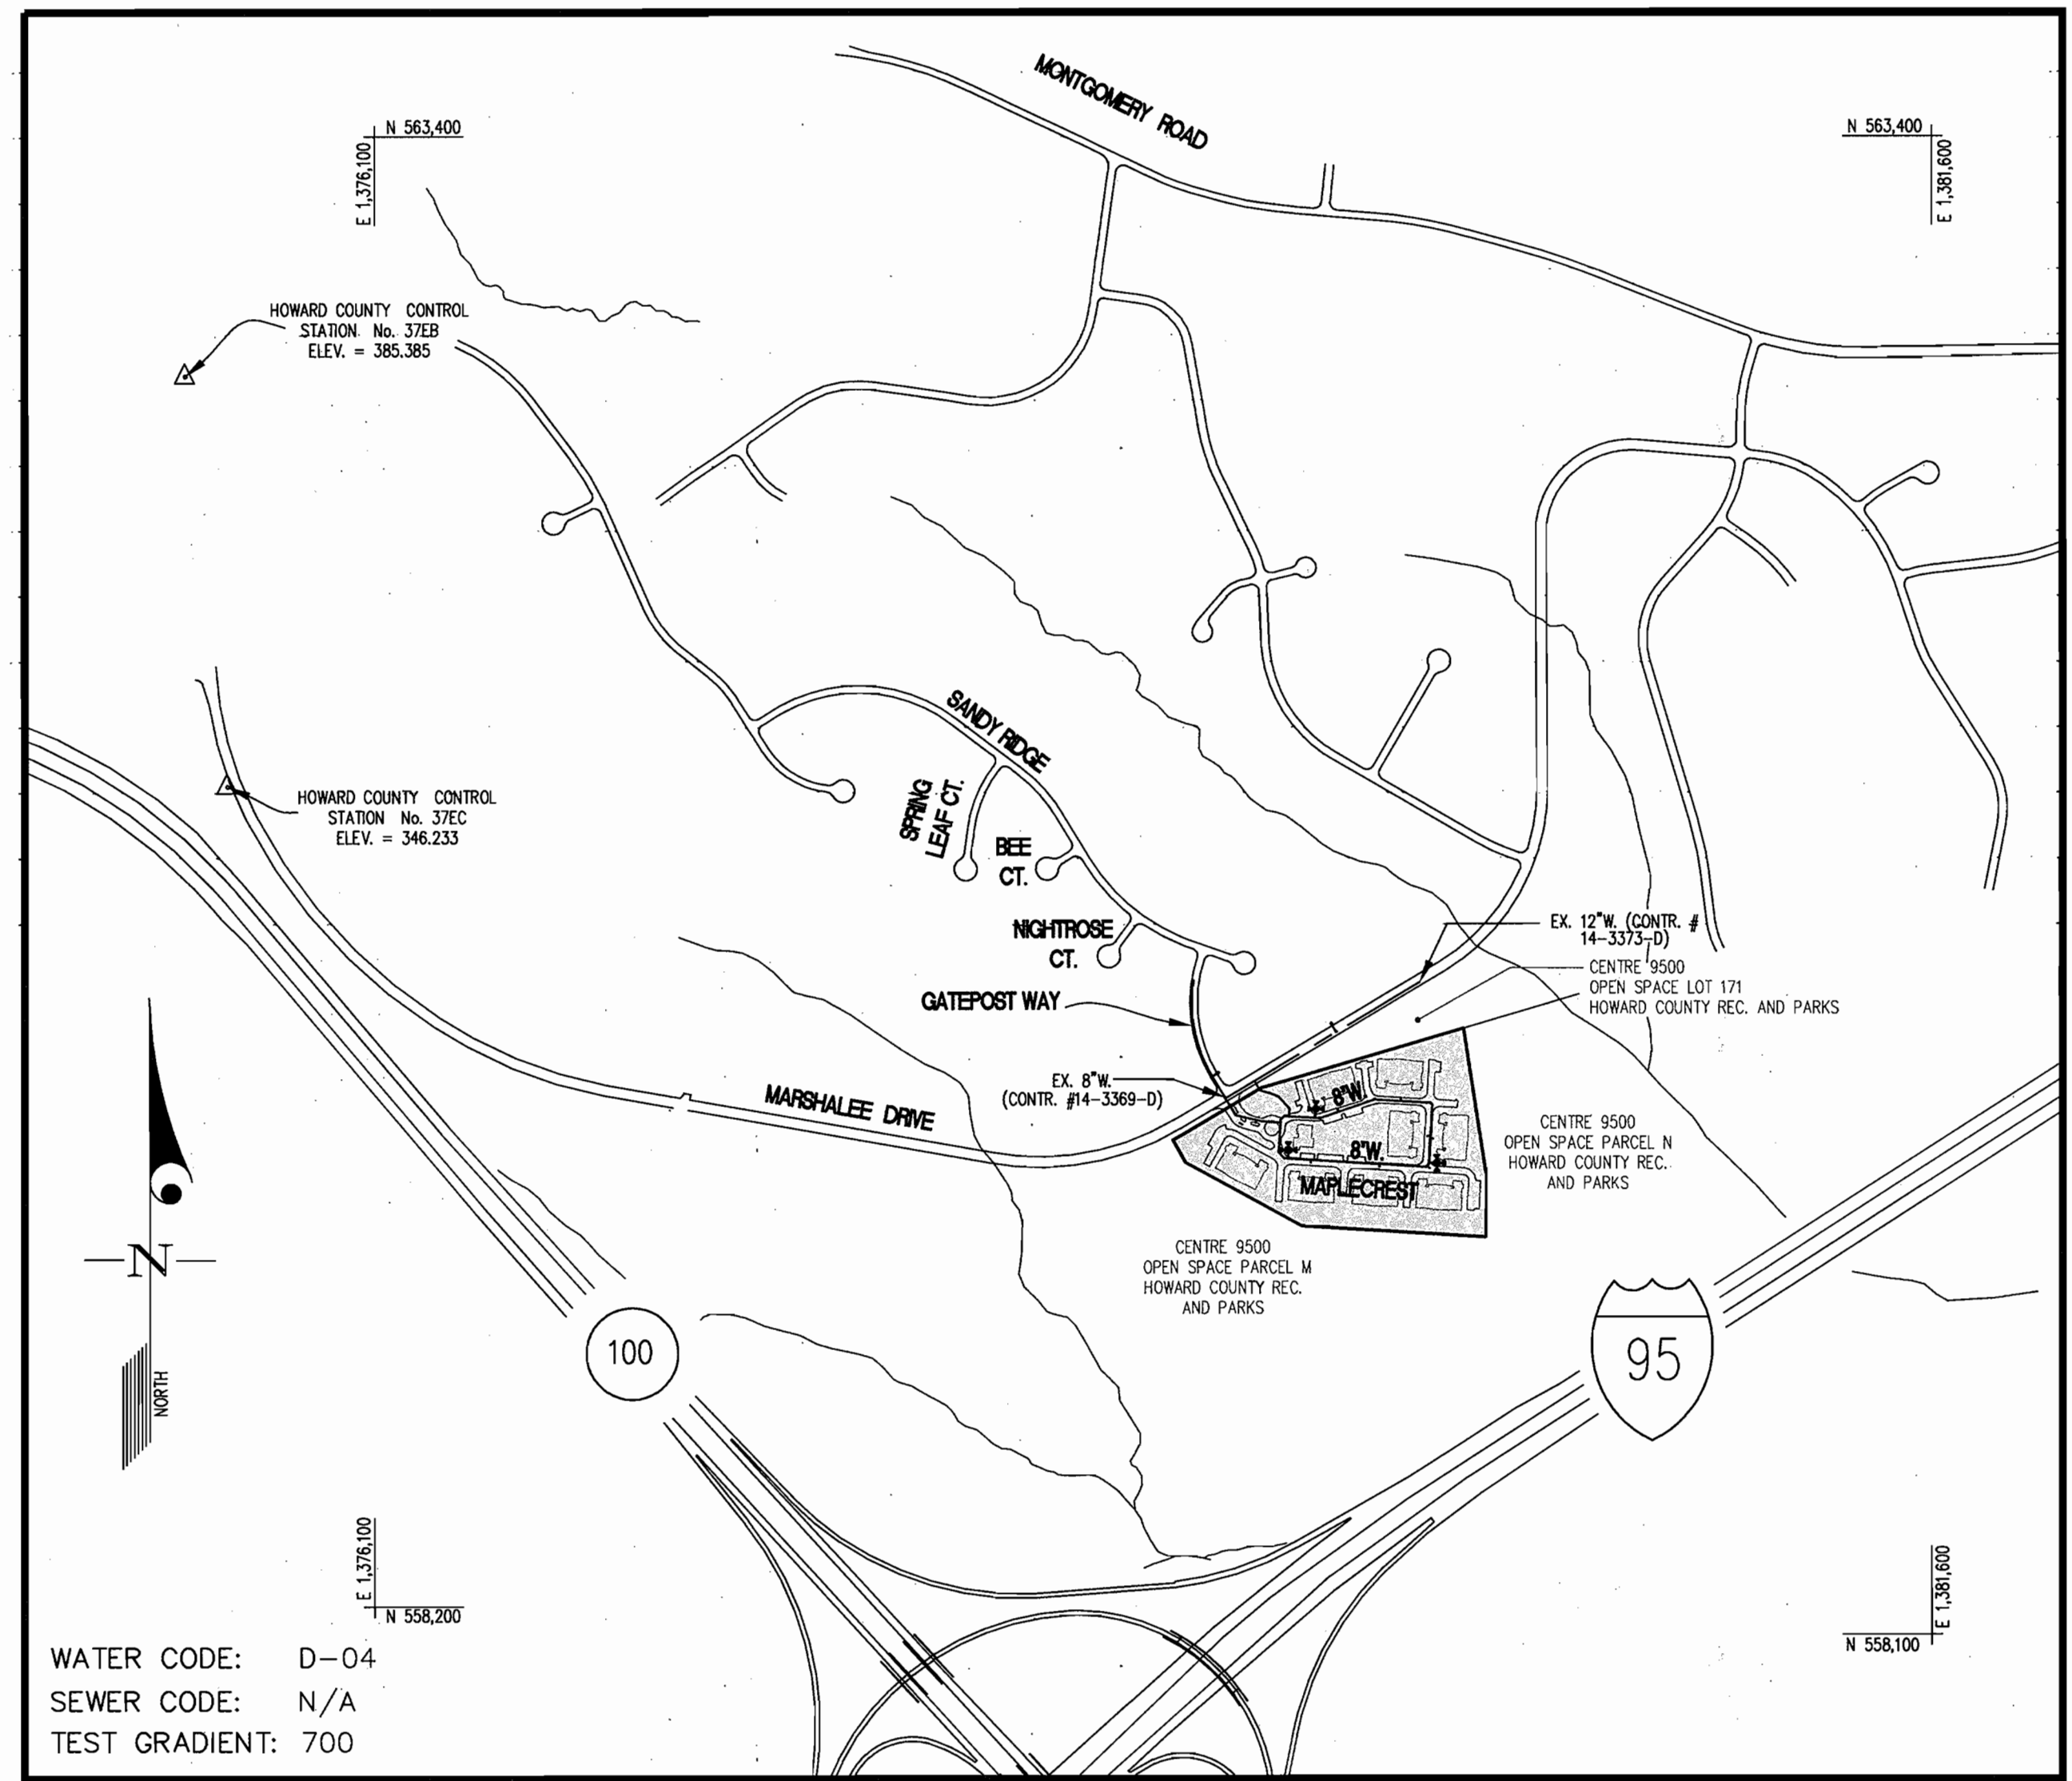 MONTGOMERY ROAD
N 563,400
E 1,376,100
N 563,400
E 1,381,600
HOWARD COUNTY CONTROL
STATION No. 37EB
ELEV. = 385.385
SANDY RIDGE
SPRING
LEAF CT.
HOWARD COUNTY CONTROL
STATION No. 37EC
ELEV. = 346.233
BEE
CT.
NIGHTROSE
CT.
EX. 12"W. (CONTR. #
14-3373-D)
CENTRE 9500
OPEN SPACE LOT 171
HOWARD COUNTY REC. AND PARKS
GATEPOST WAY
EX. 8"W.
(CONTR. #14-3369-D)
MARSHALEE DRIVE
8"W.
8"W.
MAPLECREST
CENTRE 9500
OPEN SPACE PARCEL N
HOWARD COUNTY REC.
AND PARKS
CENTRE 9500
OPEN SPACE PARCEL M
HOWARD COUNTY REC.
AND PARKS
N
NORTH
100
95
E 1,376,100
N 558,200
E 1,381,600
N 558,100
WATER CODE: D-04
SEWER CODE: N/A
TEST GRADIENT: 700